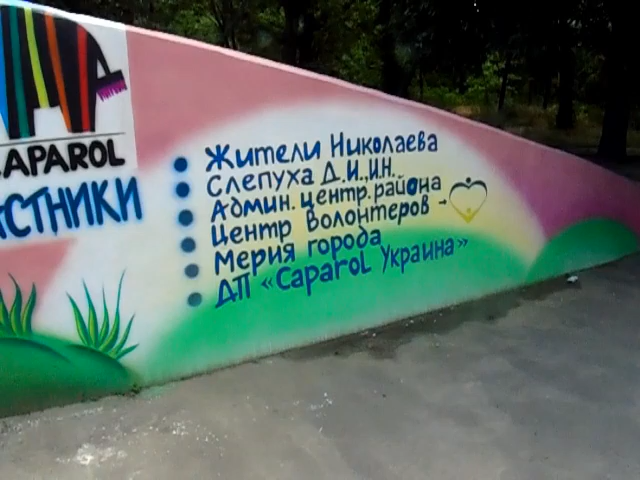 CAPAROL
СТНИКИ
Жители Николаева
Слепуха Д.И., И.Н.
Админ. центр. района
Центр Волонтеров -
Мерия города
ДП «Caparol Украина»